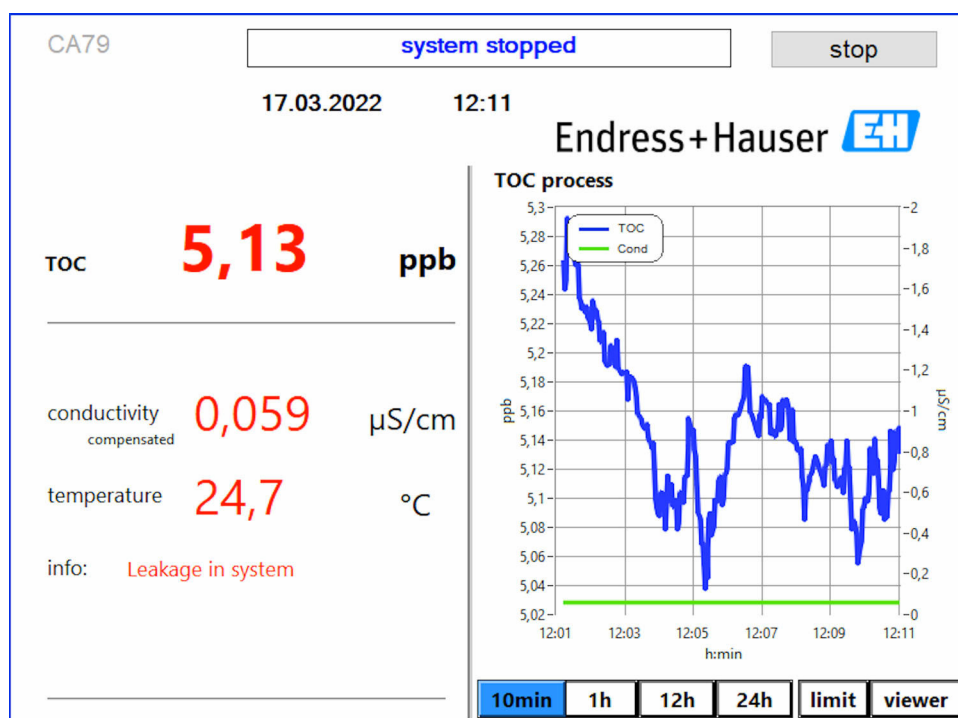 CA79
system stopped
stop
17.03.2022 12:11
Endress+Hauser EH
TOC 5,13 ppb
conductivity 0,059 µS/cm
compensated
temperature 24,7 °C
info: Leakage in system
TOC process
TOC
Cond
5,3
5,28
5,26
5,24
5,22
5,2
5,18
5,16
5,14
5,12
5,1
5,08
5,06
5,04
5,02
ppb
2
1,8
1,6
1,4
1,2
1
0,8
0,6
0,4
0,2
0
µS/cm
12:01 12:03 12:05 12:07 12:09 12:11
h:min
10min 1h 12h 24h limit viewer